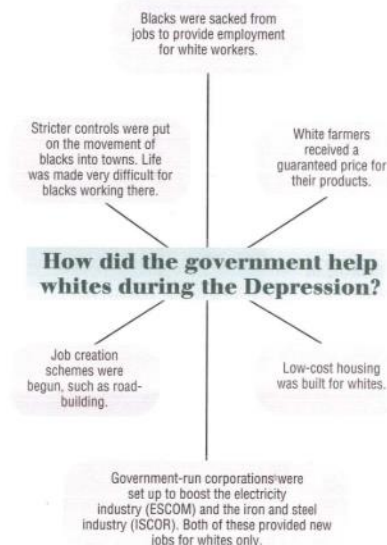 Blacks were sacked from
jobs to provide employment
for white workers.
Stricter controls were put
on the movement of
blacks into towns. Life
was made very difficult for
blacks working there.
White farmers
received a
guaranteed price for
their products.
How did the government help
whites during the Depression?
Job creation
schemes were
begun, such as road-
building.
Low-cost housing
was built for whites.
Government-run corporations were
set up to boost the electricity
industry (ESCOM) and the iron and steel
industry (ISCOR). Both of these provided new
jobs for whites only.